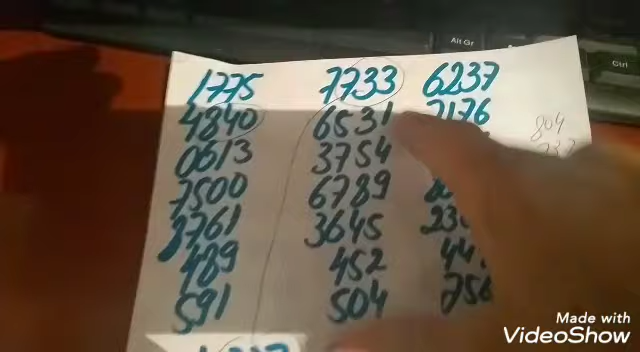 Alt Gr
Ctrl
1775 7733 6237
4840 6531 2176
0613 3754
7500 6789
3761 3645
489 452
591 504
804
Made with
VideoShow